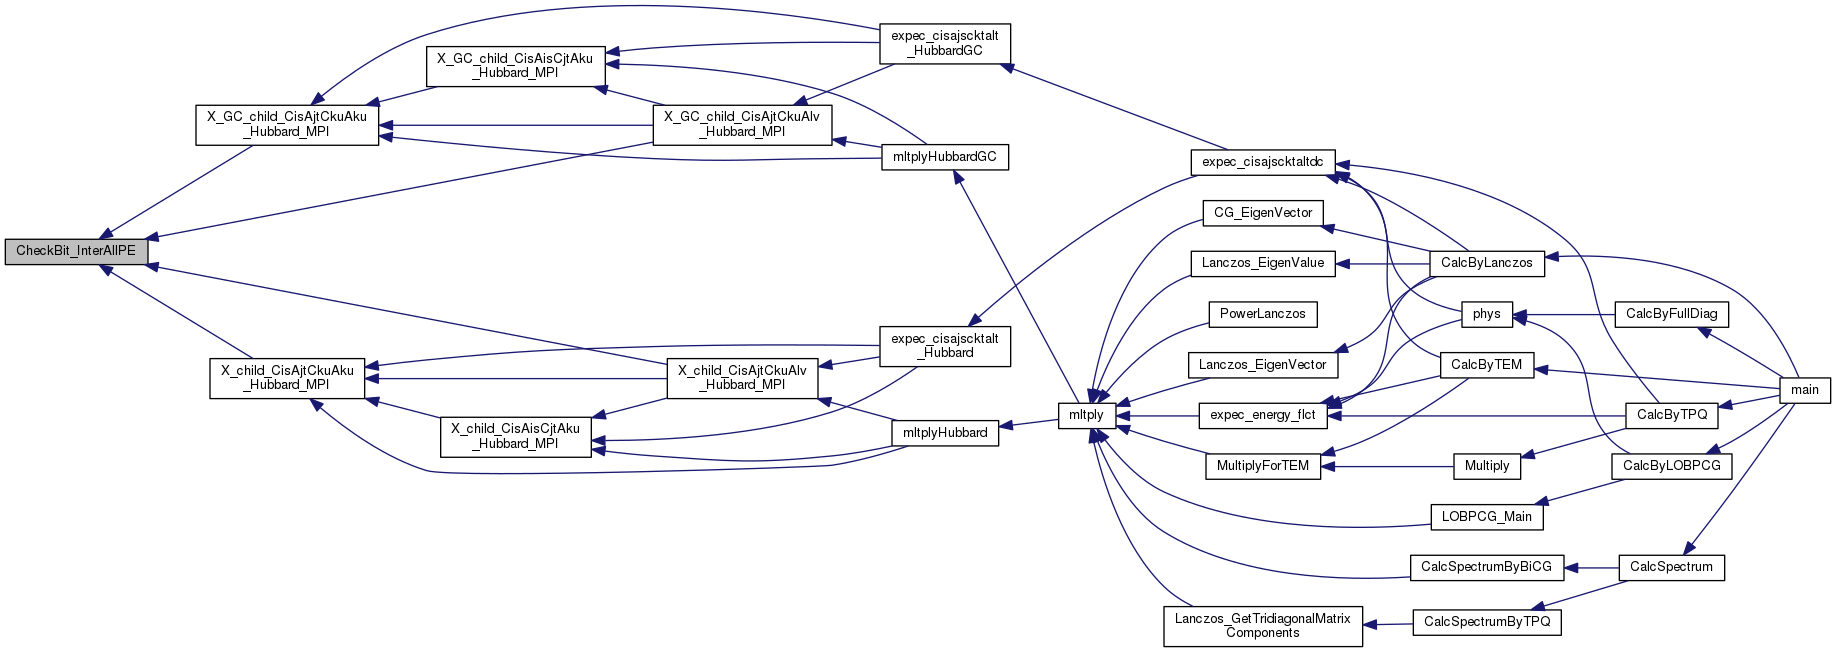 CheckBit_InterAllPE
X_GC_child_CisAjtCkuAku
_Hubbard_MPI
X_GC_child_CisAisCjtAku
_Hubbard_MPI
X_GC_child_CisAjtCkuAlv
_Hubbard_MPI
expec_cisajscktalt
_HubbardGC
mltplyHubbardGC
X_child_CisAjtCkuAku
_Hubbard_MPI
X_child_CisAisCjtAku
_Hubbard_MPI
X_child_CisAjtCkuAlv
_Hubbard_MPI
expec_cisajscktalt
_Hubbard
mltplyHubbard
mltply
expec_cisajscktaltdc
CG_EigenVector
Lanczos_EigenValue
PowerLanczos
Lanczos_EigenVector
expec_energy_flct
MultiplyForTEM
Lanczos_GetTridiagonalMatrix
Components
CalcByLanczos
phys
CalcByTEM
Multiply
LOBPCG_Main
CalcSpectrumByBiCG
CalcSpectrumByTPQ
CalcByFullDiag
CalcByTPQ
CalcByLOBPCG
CalcSpectrum
main